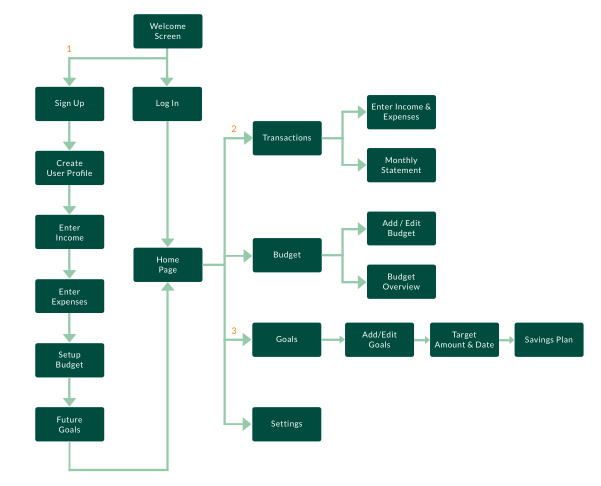 Welcome
Screen
1
Sign Up
Log In
Create
User Profile
Enter
Income
Enter
Expenses
Setup
Budget
Future
Goals
Home
Page
2
Transactions
Enter Income &
Expenses
Monthly
Statement
Budget
Add / Edit
Budget
Budget
Overview
3
Goals
Add/Edit
Goals
Target
Amount & Date
Savings Plan
Settings